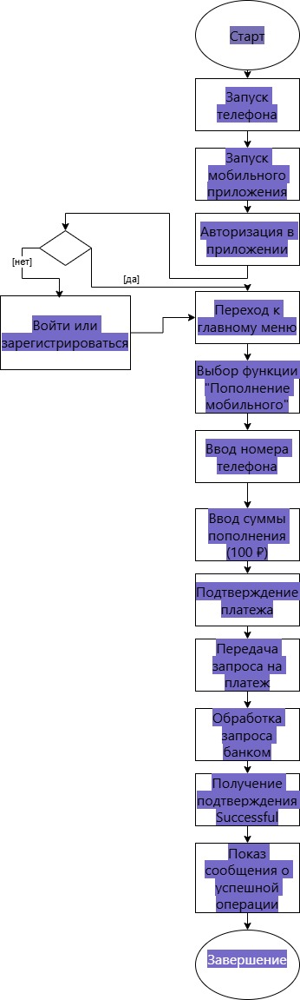 Старт
Запуск
телефона
Запуск
мобильного
приложения
Авторизация в
приложении
[нет]
[да]
Войти или
зарегистрироваться
Переход к
главному меню
Выбор функции
"Пополнение
мобильного"
Ввод номера
телефона
Ввод суммы
пополнения
(100 ₽)
Подтверждение
платежа
Передача
запроса на
платеж
Обработка
запроса
банком
Получение
подтверждения
Successful
Показ
сообщения о
успешной
операции
Завершение